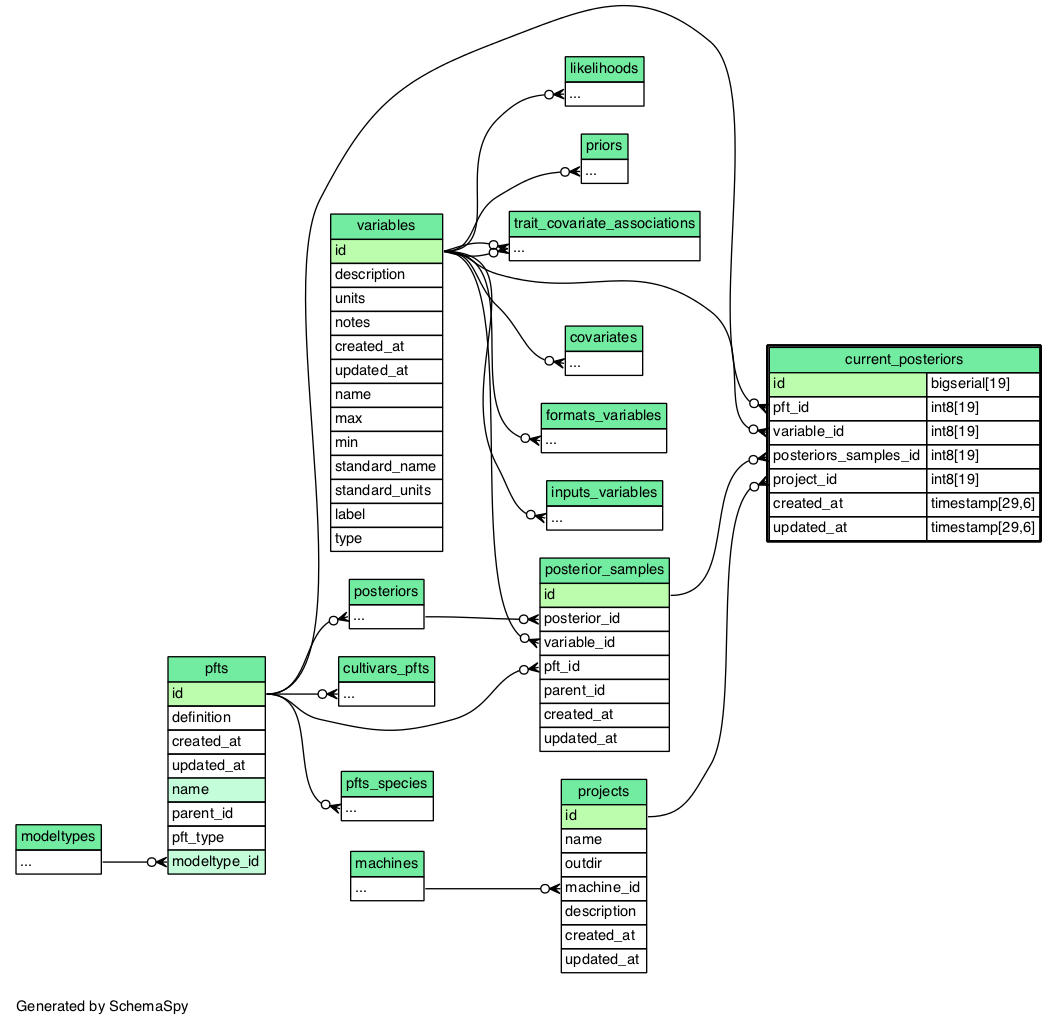 likelihoods
...
priors
...
trait_covariate_associations
...
variables
id
description
units
notes
created_at
updated_at
name
max
min
standard_name
standard_units
label
type
covariates
...
formats_variables
...
inputs_variables
...
current_posteriors
id bigserial[19]
pft_id int8[19]
variable_id int8[19]
posteriors_samples_id int8[19]
project_id int8[19]
created_at timestamp[29,6]
updated_at timestamp[29,6]
posterior_samples
id
posterior_id
variable_id
pft_id
parent_id
created_at
updated_at
posteriors
...
cultivars_pfts
...
pfts
id
definition
created_at
updated_at
name
parent_id
pft_type
modeltype_id
pfts_species
...
modeltypes
...
machines
...
projects
id
name
outdir
machine_id
description
created_at
updated_at
Generated by SchemaSpy